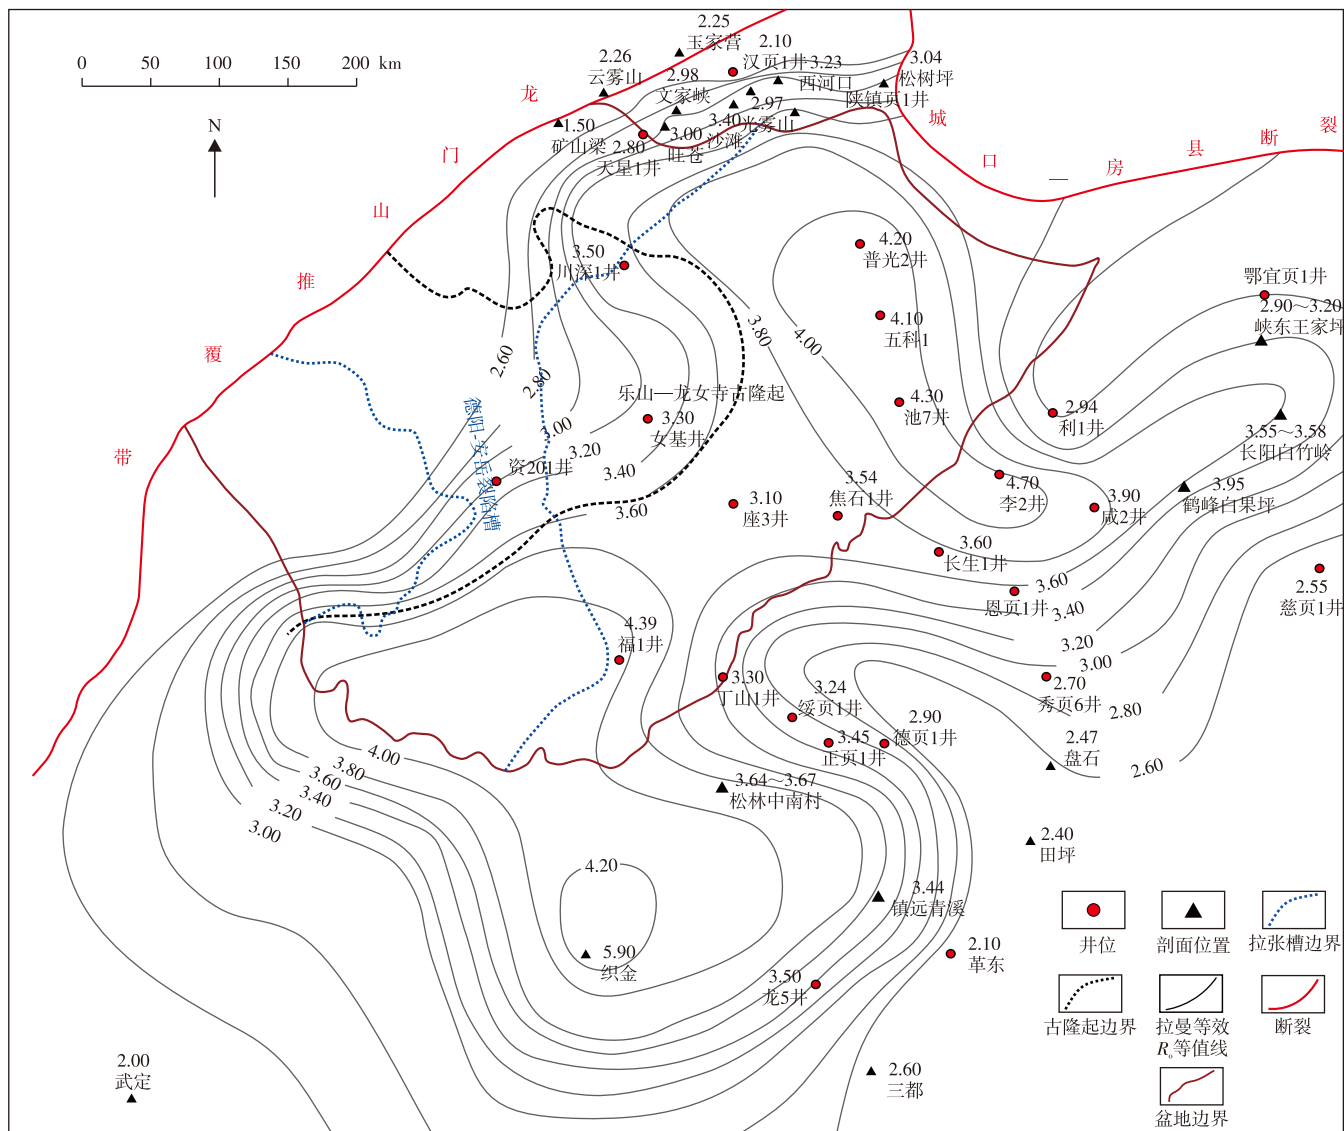 0 50 100 150 200 km
N
龙
门
山
推
覆
带
城
口
—
房
县
断
裂
2.25
玉家营
2.26
云雾山
2.10
汉页1井
3.23
西河口
3.04
松树坪
陕镇页1井
2.98
文家峡
2.97
光雾山
3.40
沙滩
3.00
旺苍
1.50
矿山梁
2.80
天星1井
3.50
川深1井
4.20
普光2井
4.10
五科1
4.30
池7井
鄂宜页1井
2.90～3.20
峡东王家坪
2.94
利1井
3.55～3.58
长阳白竹岭
3.95
鹤峰白果坪
3.90
咸2井
4.70
李2井
3.54
焦石1井
3.10
座3井
3.60
长生1井
恩页1井
2.55
慈页1井
乐山—龙女寺古隆起
3.30
女基井
资201井
德阳-安岳裂陷槽
4.39
福1井
3.30
丁山1井
3.24
绥页1井
3.45
正页1井
2.90
德页1井
2.70
秀页6井
2.47
盘石
3.64～3.67
松林中南村
2.40
田坪
3.44
镇远青溪
2.10
革东
3.50
龙5井
5.90
织金
2.60
三都
2.00
武定
2.60
2.80
3.00
3.20
3.40
3.60
3.80
4.00
3.60
3.40
3.20
3.00
2.80
2.60
4.00
3.80
3.60
3.40
3.20
3.00
4.20
井位
剖面位置
拉张槽边界
古隆起边界
拉曼等效
Ro等值线
断裂
盆地边界